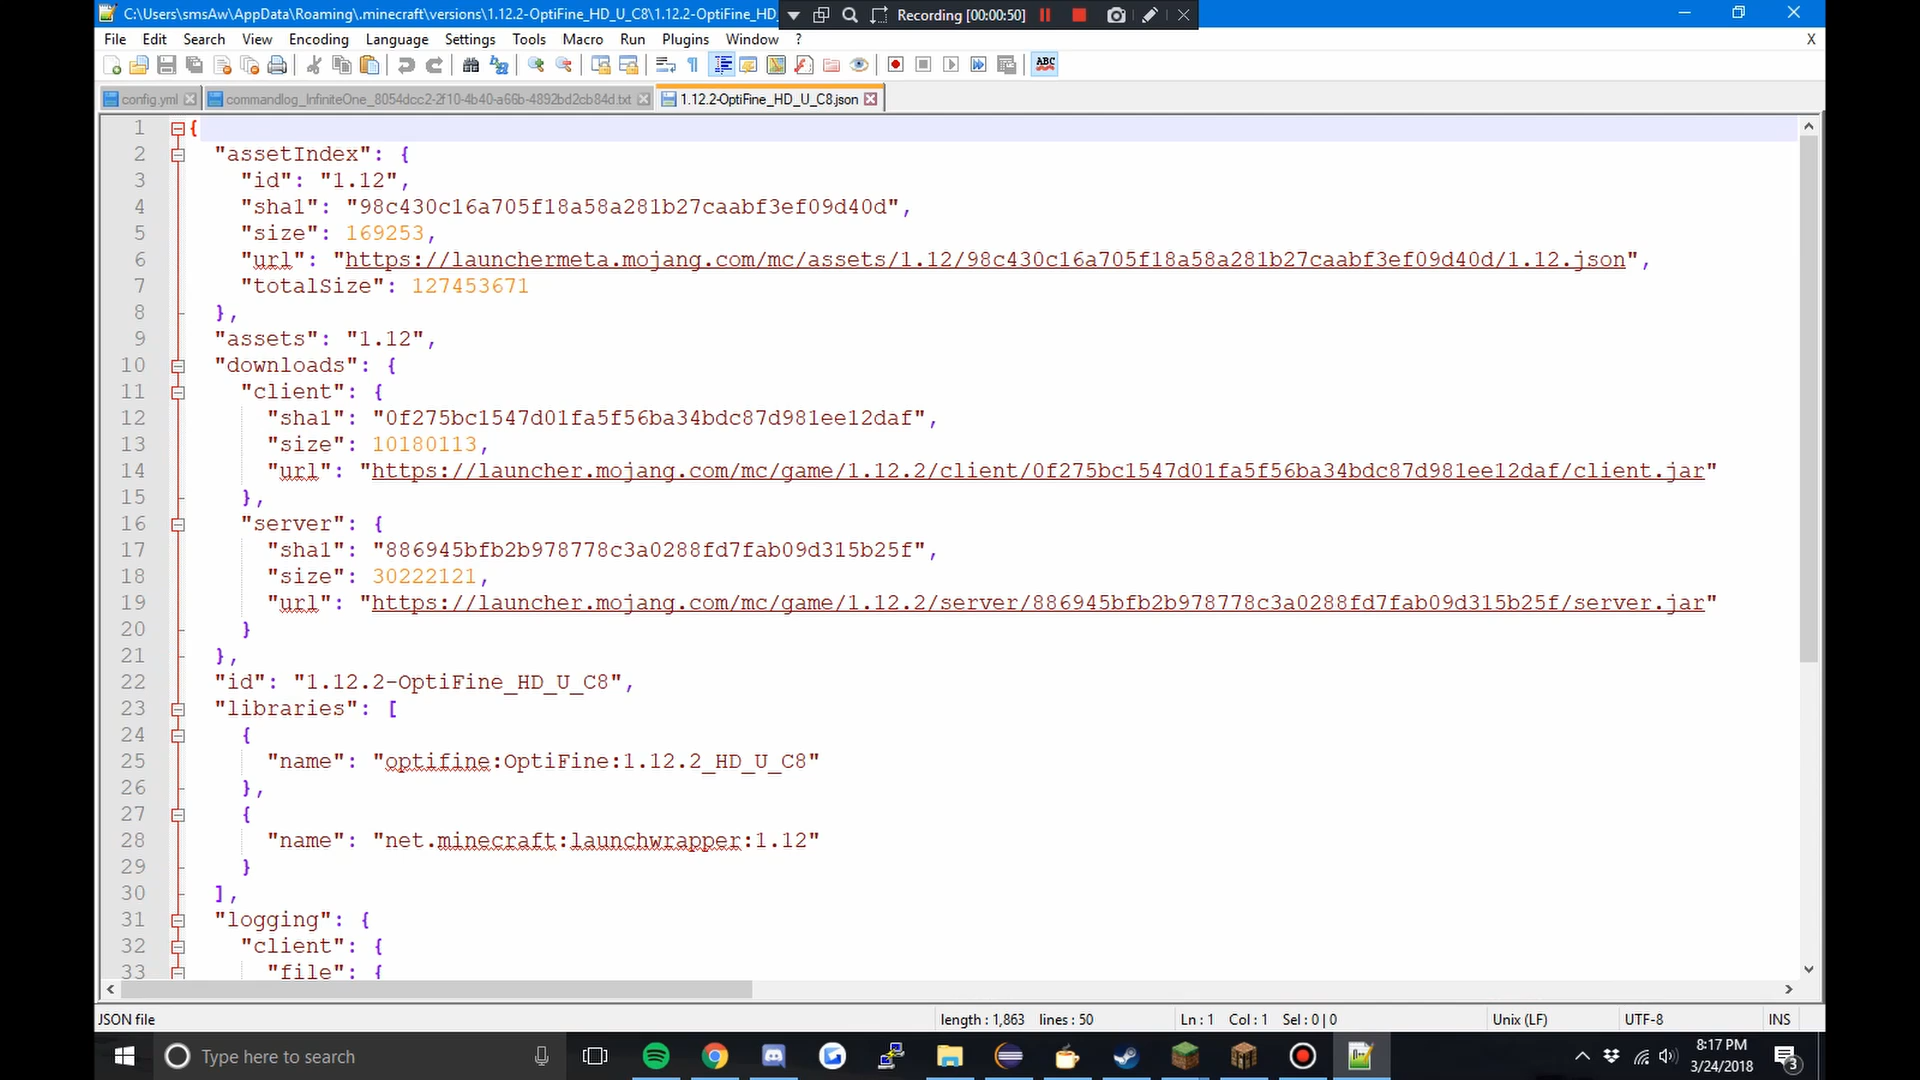 C:\Users\smsAw\AppData\Roaming\.minecraft\versions\1.12.2-OptiFine_HD_U_C8\1.12.2-OptiFine_HD_
Recording [00:00:50]
File Edit Search View Encoding Language Settings Tools Macro Run Plugins Window ? X
ABC
config.yml commandlog_InfiniteOne_8054dcc2-2f10-4b40-a66b-4892bd2cb84d.txt 1.12.2-OptiFine_HD_U_C8.json
1 {
2 "assetIndex": {
3 "id": "1.12",
4 "sha1": "98c430c16a705f18a58a281b27caabf3ef09d40d",
5 "size": 169253,
6 "url": "https://launchermeta.mojang.com/mc/assets/1.12/98c430c16a705f18a58a281b27caabf3ef09d40d/1.12.json",
7 "totalSize": 127453671
8 },
9 "assets": "1.12",
10 "downloads": {
11 "client": {
12 "sha1": "0f275bc1547d01fa5f56ba34bdc87d981ee12daf",
13 "size": 10180113,
14 "url": "https://launcher.mojang.com/mc/game/1.12.2/client/0f275bc1547d01fa5f56ba34bdc87d981ee12daf/client.jar"
15 },
16 "server": {
17 "sha1": "886945bfb2b978778c3a0288fd7fab09d315b25f",
18 "size": 30222121,
19 "url": "https://launcher.mojang.com/mc/game/1.12.2/server/886945bfb2b978778c3a0288fd7fab09d315b25f/server.jar"
20 }
21 },
22 "id": "1.12.2-OptiFine_HD_U_C8",
23 "libraries": [
24 {
25 "name": "optifine:OptiFine:1.12.2_HD_U_C8"
26 },
27 {
28 "name": "net.minecraft:launchwrapper:1.12"
29 }
30 ],
31 "logging": {
32 "client": {
33 "file": {
JSON file length : 1,863 lines : 50 Ln : 1 Col : 1 Sel : 0 | 0 Unix (LF) UTF-8 INS
Type here to search
8:17 PM
3/24/2018
3